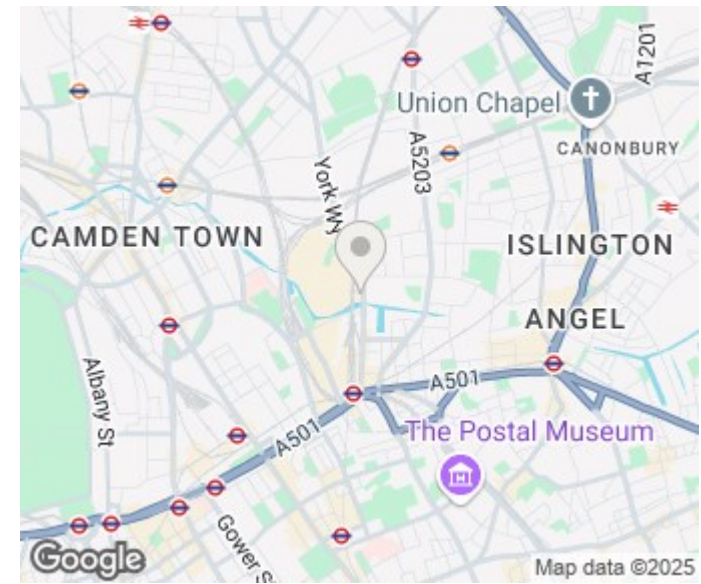 A1201
Union Chapel
CANONBURY
A5203
York Wy
CAMDEN TOWN
ISLINGTON
ANGEL
Albany St
A501
A501
The Postal Museum
Gower S
Google
Map data ©2025